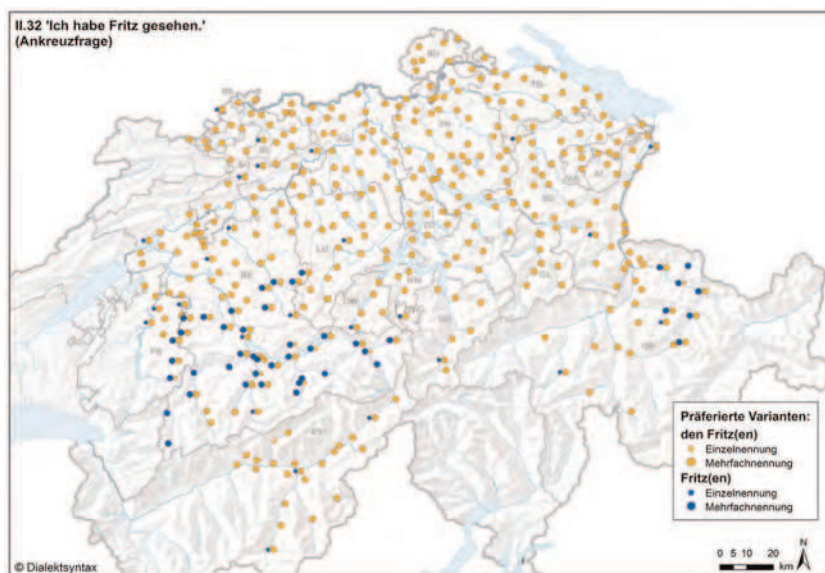 II.32 'Ich habe Fritz gesehen.'
(Ankreuzfrage)
Präferierte Varianten:
den Fritz(en)
Einzelnennung
Mehrfachnennung
Fritz(en)
Einzelnennung
Mehrfachnennung
N
0 5 10 20
km
© Dialektsyntax